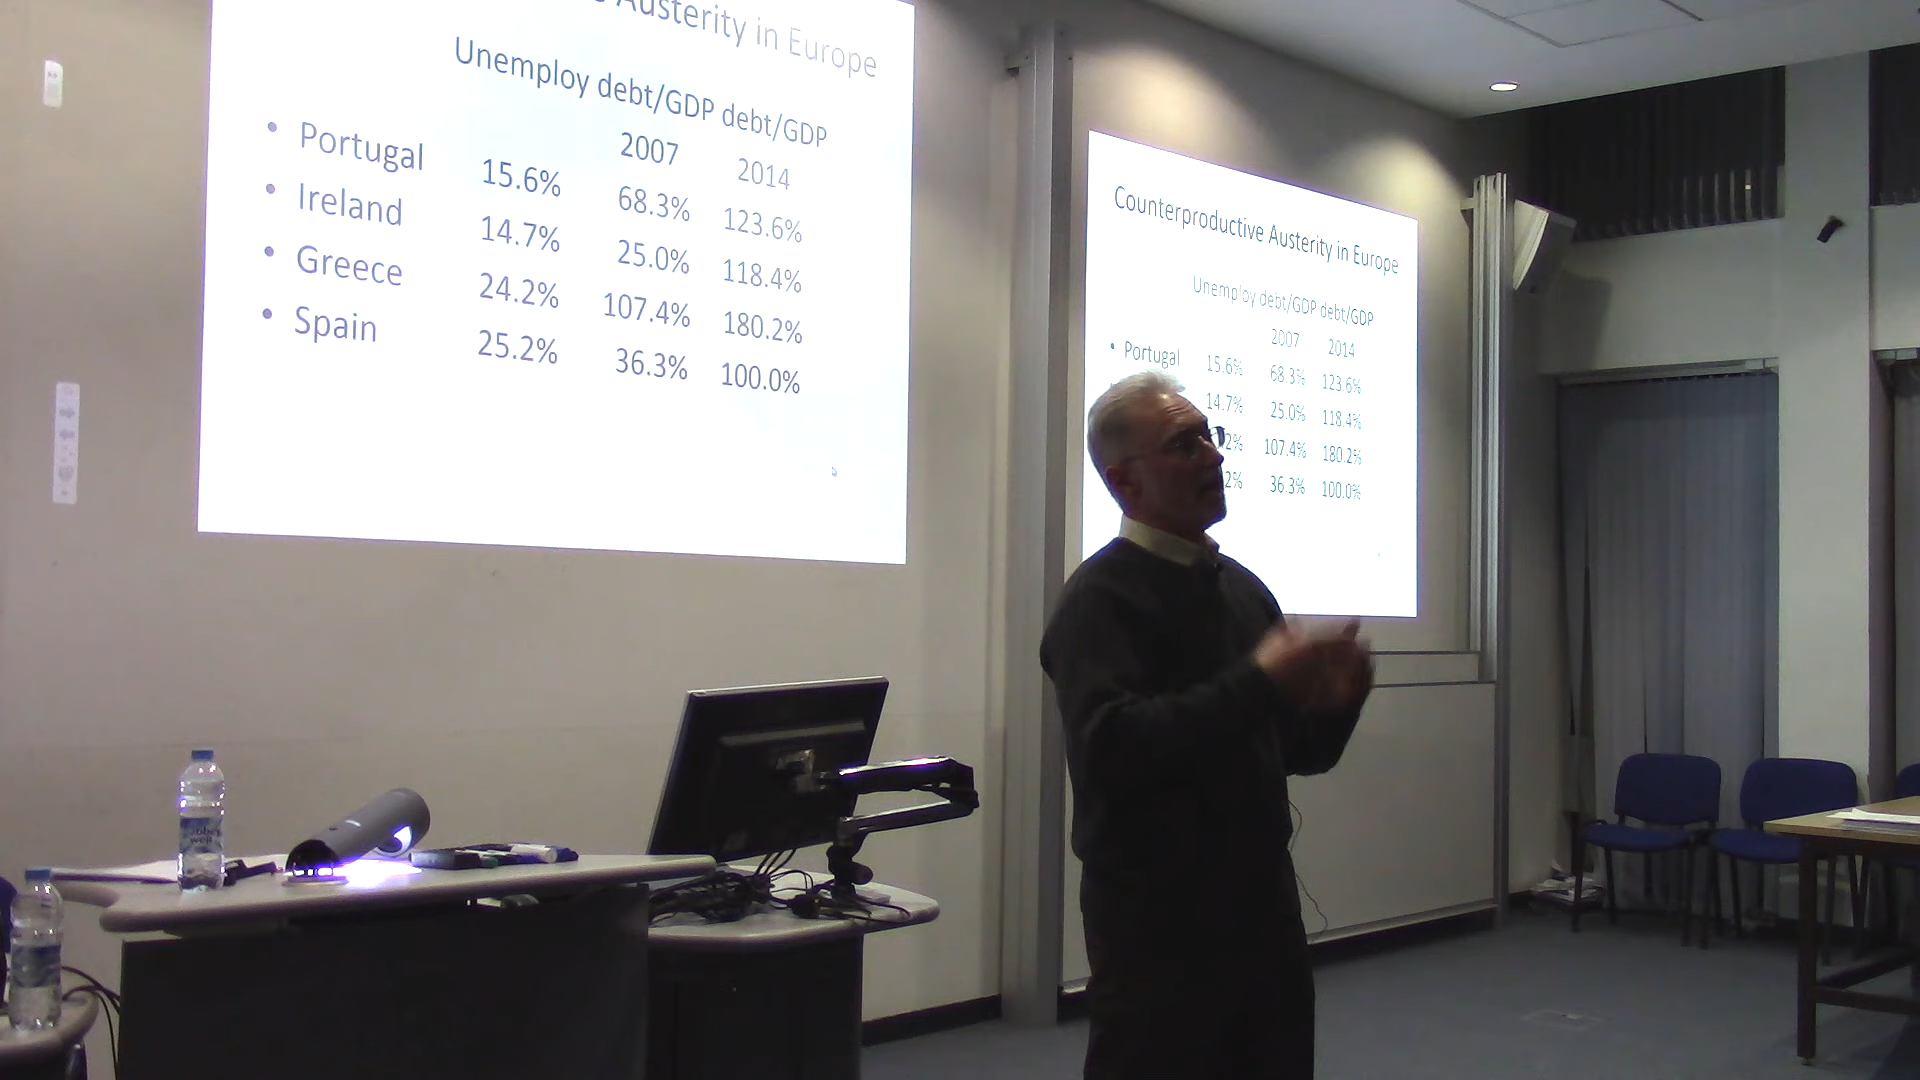 Austerity in Europe
Unemploy debt/GDP debt/GDP
2007 2014
• Portugal 15.6% 68.3% 123.6%
• Ireland 14.7% 25.0% 118.4%
• Greece 24.2% 107.4% 180.2%
• Spain 25.2% 36.3% 100.0%
Counterproductive Austerity in Europe
Unemploy debt/GDP debt/GDP
2007 2014
• Portugal 15.6% 68.3% 123.6%
14.7% 25.0% 118.4%
2% 107.4% 180.2%
2% 36.3% 100.0%